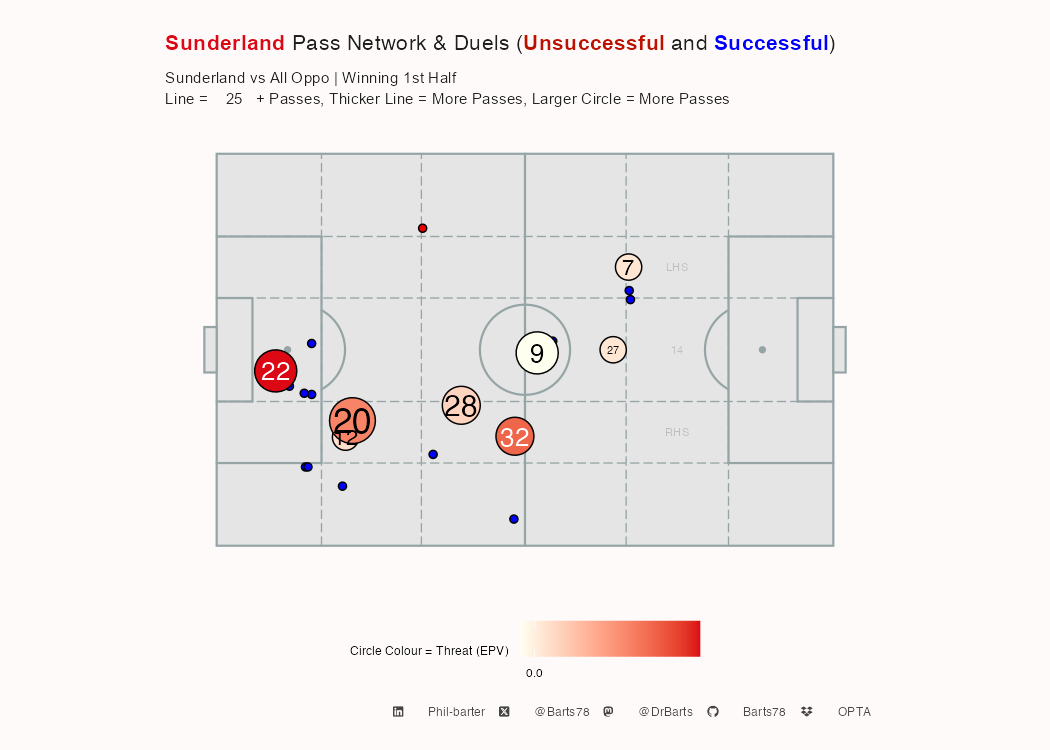 Sunderland Pass Network & Duels (Unsuccessful and Successful)
Sunderland vs All Oppo | Winning 1st Half
Line = 25 + Passes, Thicker Line = More Passes, Larger Circle = More Passes
7
LHS
9
27
14
22
28
20
12
32
RHS
Circle Colour = Threat (EPV)
0.0
Phil-barter @Barts78 @DrBarts Barts78 OPTA